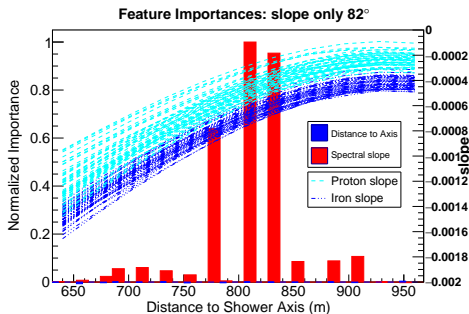 Feature Importances: slope only 82°
Normalized Importance
1
0.8
0.6
0.4
0.2
0
0
-0.0002
-0.0004
-0.0006
-0.0008
-0.001
-0.0012
-0.0014
-0.0016
-0.0018
-0.002
slope
Distance to Axis
Spectral slope
Proton slope
Iron slope
650 700 750 800 850 900 950
Distance to Shower Axis (m)